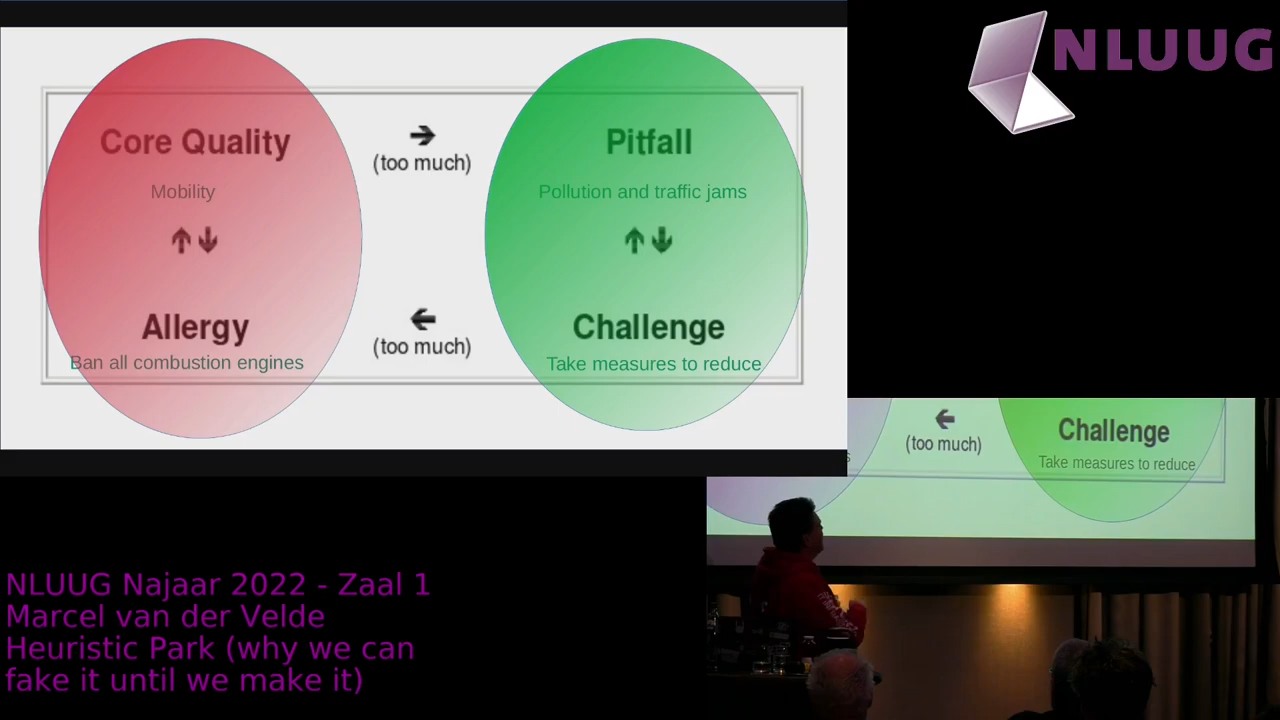 NLUUG
Core Quality
(too much)
Pitfall
Mobility
Pollution and traffic jams
Allergy
(too much)
Challenge
Ban all combustion engines
Take measures to reduce
(too much)
Challenge
Take measures to reduce
NLUUG Najaar 2022 - Zaal 1
Marcel van der Velde
Heuristic Park (why we can
fake it until we make it)